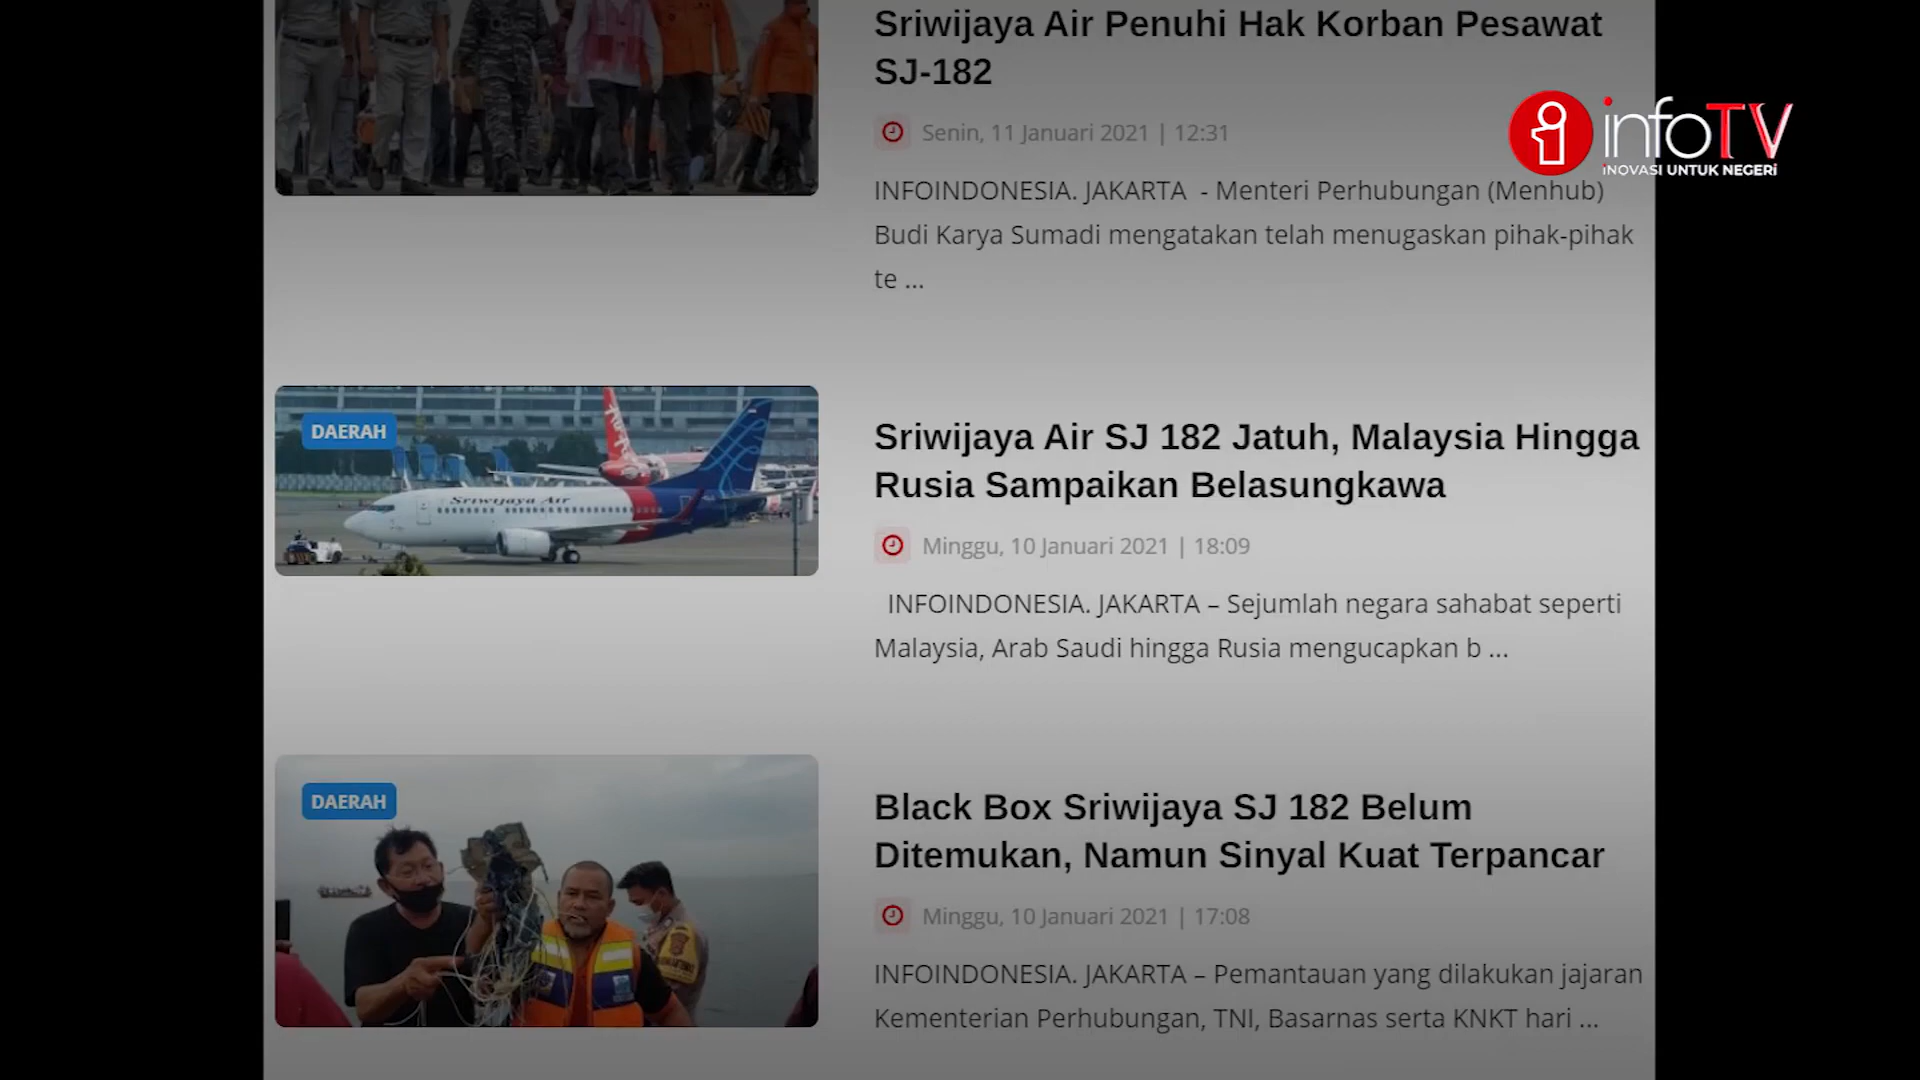 Sriwijaya Air Penuhi Hak Korban Pesawat
SJ-182
Senin, 11 Januari 2021 | 12:31
infoTV
iNOVASI UNTUK NEGERi
INFOINDONESIA. JAKARTA - Menteri Perhubungan (Menhub)
Budi Karya Sumadi mengatakan telah menugaskan pihak-pihak
te ...
DAERAH
Sriwijaya Air
Sriwijaya Air SJ 182 Jatuh, Malaysia Hingga
Rusia Sampaikan Belasungkawa
Minggu, 10 Januari 2021 | 18:09
INFOINDONESIA. JAKARTA – Sejumlah negara sahabat seperti
Malaysia, Arab Saudi hingga Rusia mengucapkan b ...
DAERAH
Black Box Sriwijaya SJ 182 Belum
Ditemukan, Namun Sinyal Kuat Terpancar
Minggu, 10 Januari 2021 | 17:08
INFOINDONESIA. JAKARTA – Pemantauan yang dilakukan jajaran
Kementerian Perhubungan, TNI, Basarnas serta KNKT hari ...